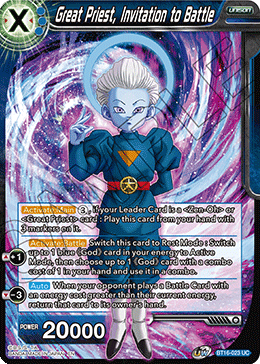 X
UNISON
Great Priest, Invitation to Battle
Activate Main 3, if your Leader Card is a <Zen-Oh> or
<Great Priest> card : Play this card from your hand with
3 markers on it.
+1 Activate Battle Switch this card to Rest Mode : Switch
up to 1 blue《God》card in your energy to Active
Mode, then choose up to 1《God》card with a combo
cost of 1 in your hand and use it in a combo.
-3 Auto When your opponent plays a Battle Card with
an energy cost greater than their current energy,
return that card to its owner's hand.
POWER 20000
BT16-023 UC